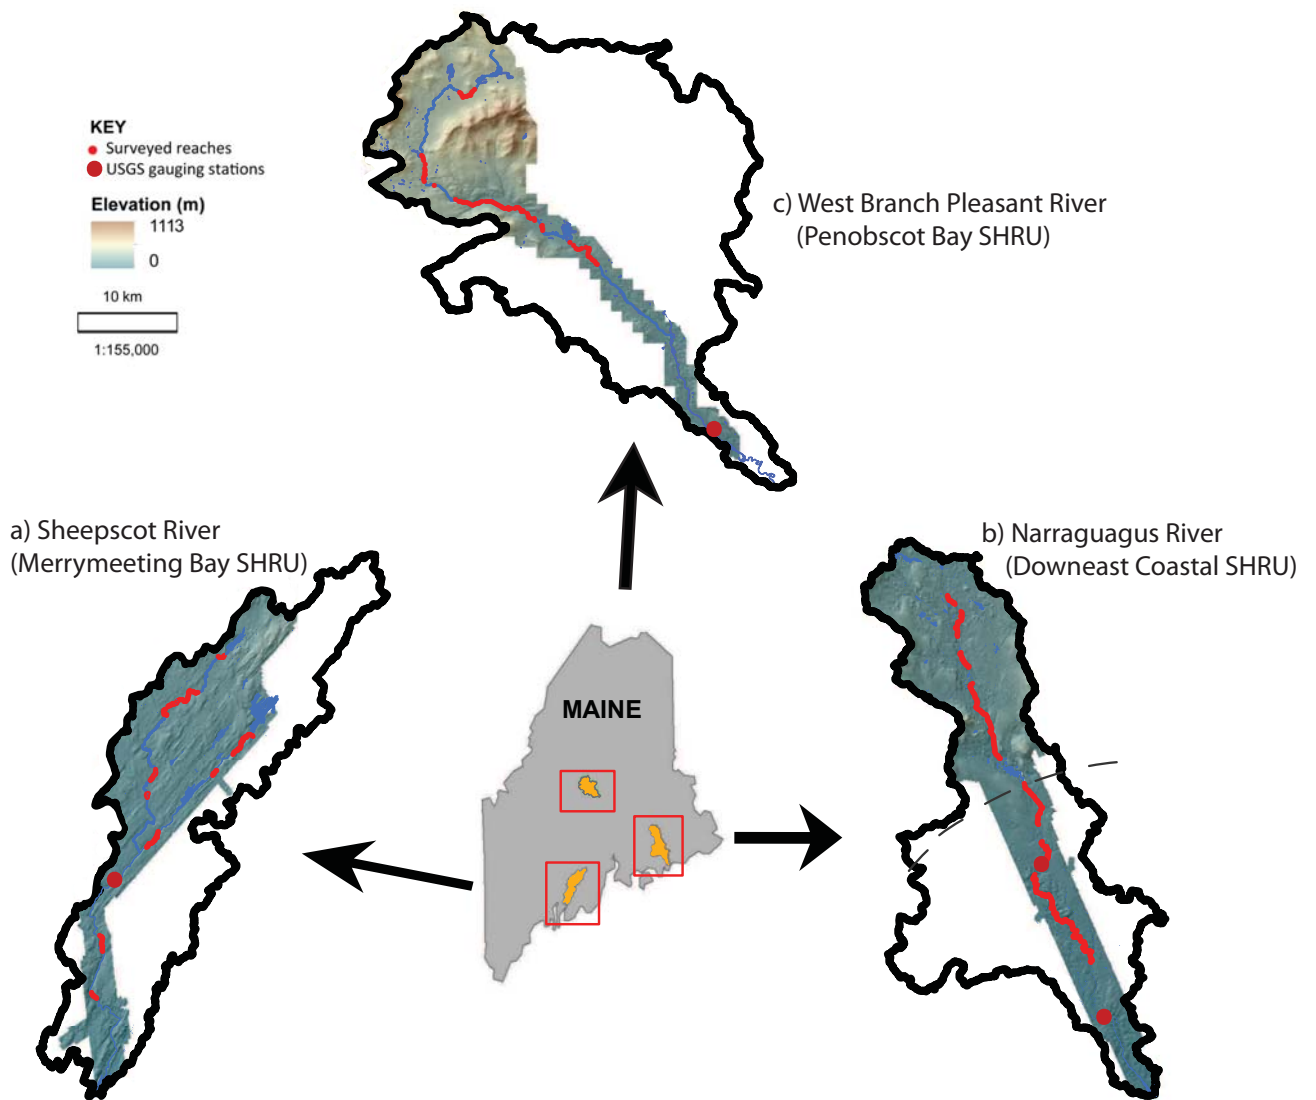 KEY
Surveyed reaches
USGS gauging stations
Elevation (m)
1113
0
10 km
1:155,000
c) West Branch Pleasant River
(Penobscot Bay SHRU)
a) Sheepscot River
(Merrymeeting Bay SHRU)
b) Narraguagus River
(Downeast Coastal SHRU)
MAINE